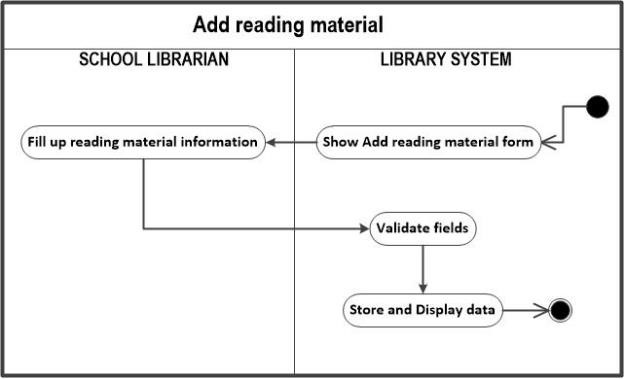 Add reading material
SCHOOL LIBRARIAN
LIBRARY SYSTEM
Fill up reading material information
Show Add reading material form
Validate fields
Store and Display data